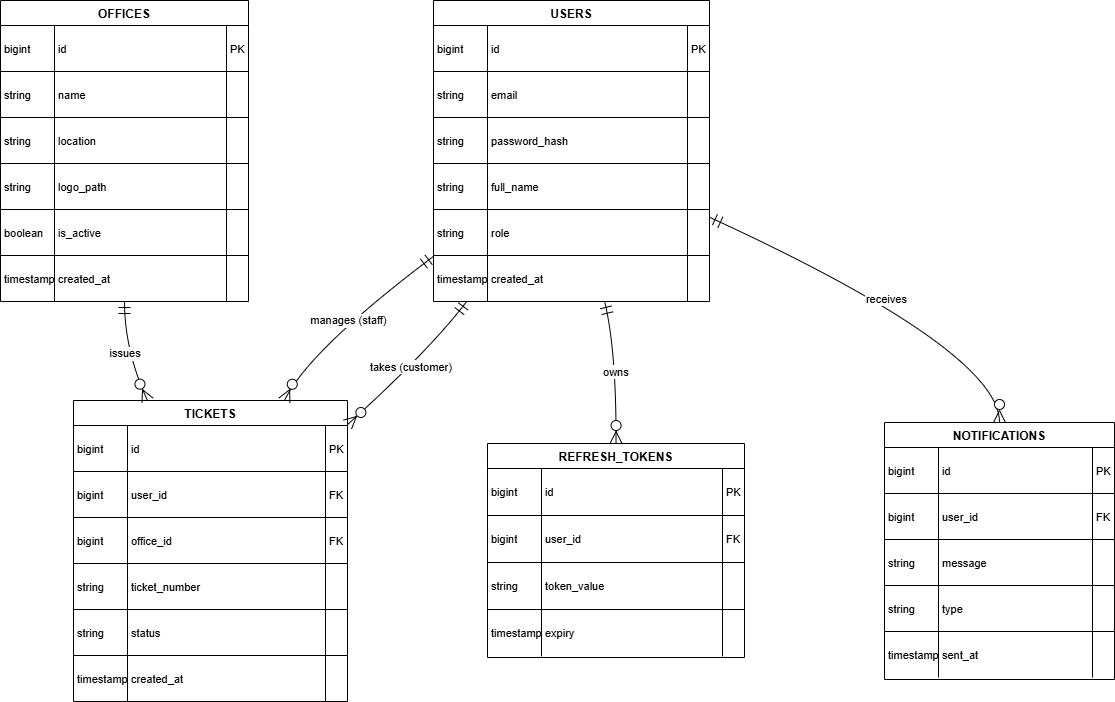 OFFICES
bigint id PK
string name
string location
string logo_path
boolean is_active
timestamp created_at
USERS
bigint id PK
string email
string password_hash
string full_name
string role
timestamp created_at
issues
manages (staff)
takes (customer)
owns
receives
TICKETS
bigint id PK
bigint user_id FK
bigint office_id FK
string ticket_number
string status
timestamp created_at
REFRESH_TOKENS
bigint id PK
bigint user_id FK
string token_value
timestamp expiry
NOTIFICATIONS
bigint id PK
bigint user_id FK
string message
string type
timestamp sent_at